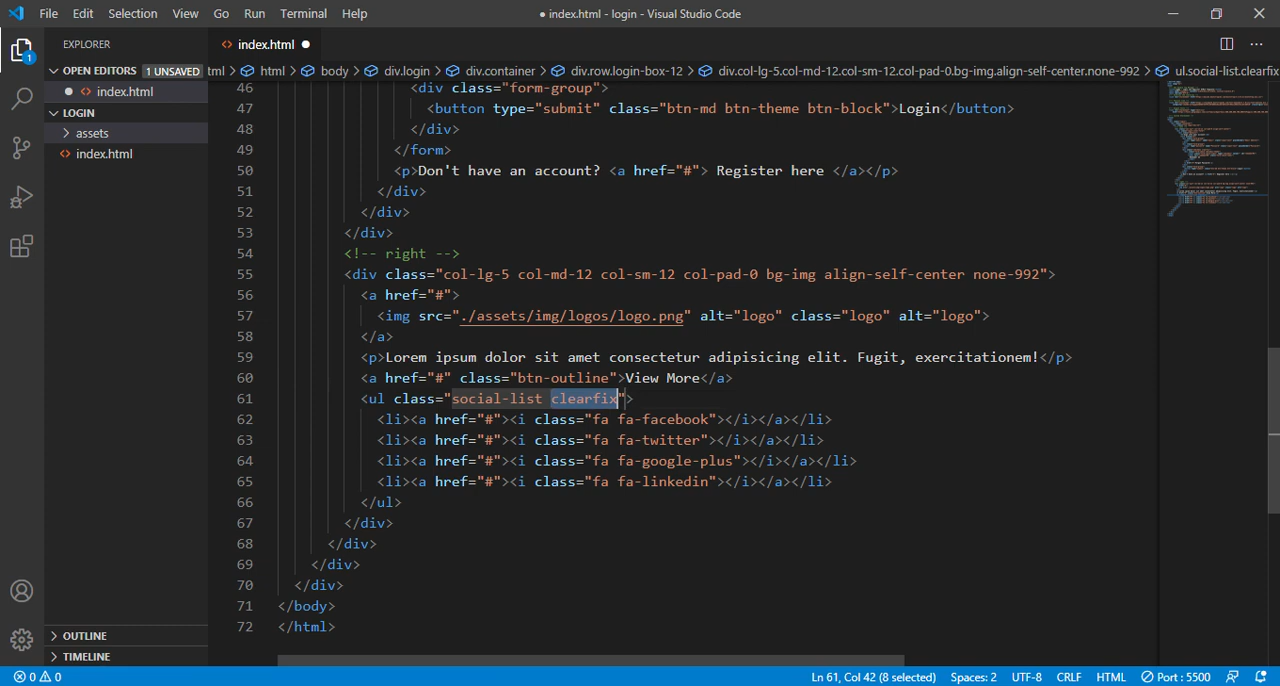 File Edit Selection View Go Run Terminal Help
● index.html - login - Visual Studio Code
EXPLORER
<> index.html ●
OPEN EDITORS 1 UNSAVED
tml > html > body > div.login > div.container > div.row.login-box-12 > div.col-lg-5.col-md-12.col-sm-12.col-pad-0.bg-img.align-self-center.none-992 > ul.social-list.clearfix
1
● <> index.html
LOGIN
> assets
<> index.html
46 <div class="form-group">
47 <button type="submit" class="btn-md btn-theme btn-block">Login</button>
48 </div>
49 </form>
50 <p>Don't have an account? <a href="#"> Register here </a></p>
51 </div>
52 </div>
53 </div>
54 <!-- right -->
55 <div class="col-lg-5 col-md-12 col-sm-12 col-pad-0 bg-img align-self-center none-992">
56 <a href="#">
57 <img src="./assets/img/logos/logo.png" alt="logo" class="logo" alt="logo">
58 </a>
59 <p>Lorem ipsum dolor sit amet consectetur adipisicing elit. Fugit, exercitationem!</p>
60 <a href="#" class="btn-outline">View More</a>
61 <ul class="social-list clearfix">
62 <li><a href="#"><i class="fa fa-facebook"></i></a></li>
63 <li><a href="#"><i class="fa fa-twitter"></i></a></li>
64 <li><a href="#"><i class="fa fa-google-plus"></i></a></li>
65 <li><a href="#"><i class="fa fa-linkedin"></i></a></li>
66 </ul>
67 </div>
68 </div>
69 </div>
70 </div>
71 </body>
72 </html>
> OUTLINE
> TIMELINE
0 0 Ln 61, Col 42 (8 selected) Spaces: 2 UTF-8 CRLF HTML Port : 5500